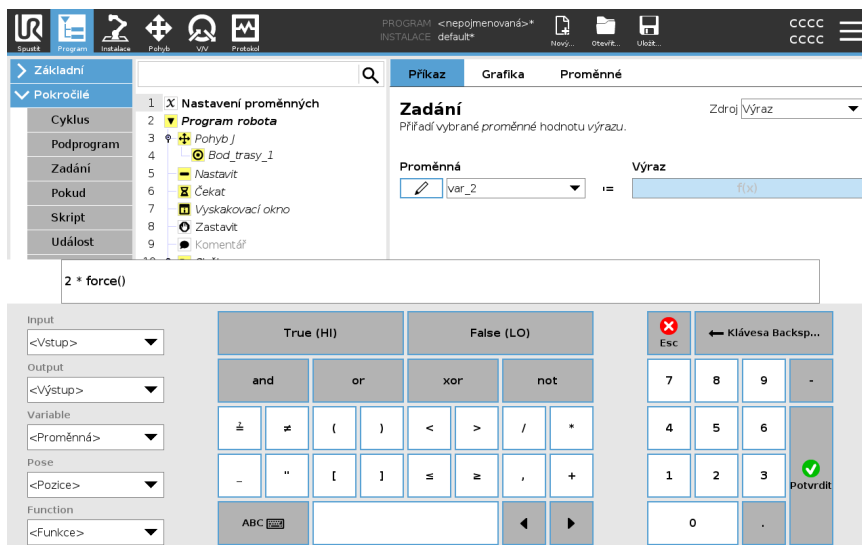 PROGRAM <nepojmenovaná>*
INSTALACE default*
Spustit Program Instalace Pohyb V/V Protokol
Nový... Otevřít... Uložit...
CCCC
CCCC
Základní
Pokročilé
Cyklus
Podprogram
Zadání
Pokud
Skript
Událost
1 X Nastavení proměnných
2 Program robota
3 Pohyb J
4 Bod_trasy_1
5 Nastavit
6 Čekat
7 Vyskakovací okno
8 Zastavit
9 Komentář
Příkaz Grafika Proměnné
Zadání
Přiřadí vybrané proměnné hodnotu výrazu.
Zdroj Výraz
Proměnná Výraz
var_2 := f(x)
2 * force()
Input
<Vstup>
Output
<Výstup>
Variable
<Proměnná>
Pose
<Pozice>
Function
<Funkce>
True (HI) False (LO)
and or xor not
≟ ≠ ( ) < > / *
_ " [ ] ≤ ≥ , +
ABC
Esc Klávesa Backsp...
7 8 9 -
4 5 6
1 2 3 Potvrdit
0 .